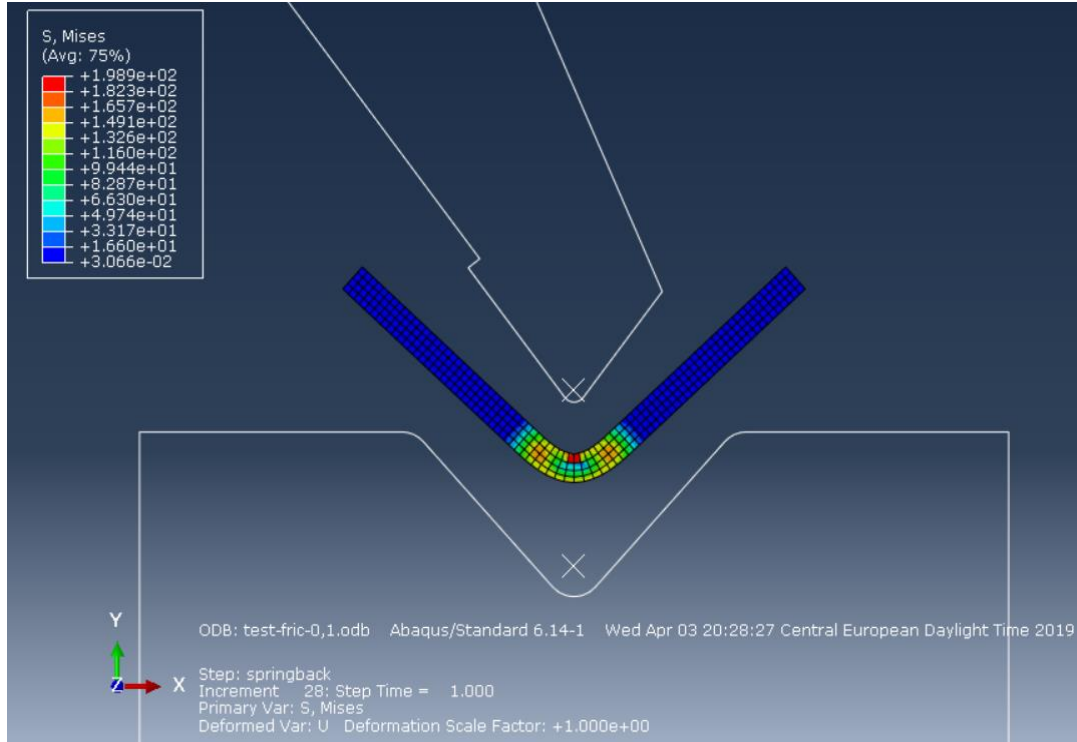 S, Mises
(Avg: 75%)
+1.989e+02
+1.823e+02
+1.657e+02
+1.491e+02
+1.326e+02
+1.160e+02
+9.944e+01
+8.287e+01
+6.630e+01
+4.974e+01
+3.317e+01
+1.660e+01
+3.066e-02
ODB: test-fric-0,1.odb Abaqus/Standard 6.14-1 Wed Apr 03 20:28:27 Central European Daylight Time 2019
Y
Z X
Step: springback
Increment 28: Step Time = 1.000
Primary Var: S, Mises
Deformed Var: U Deformation Scale Factor: +1.000e+00